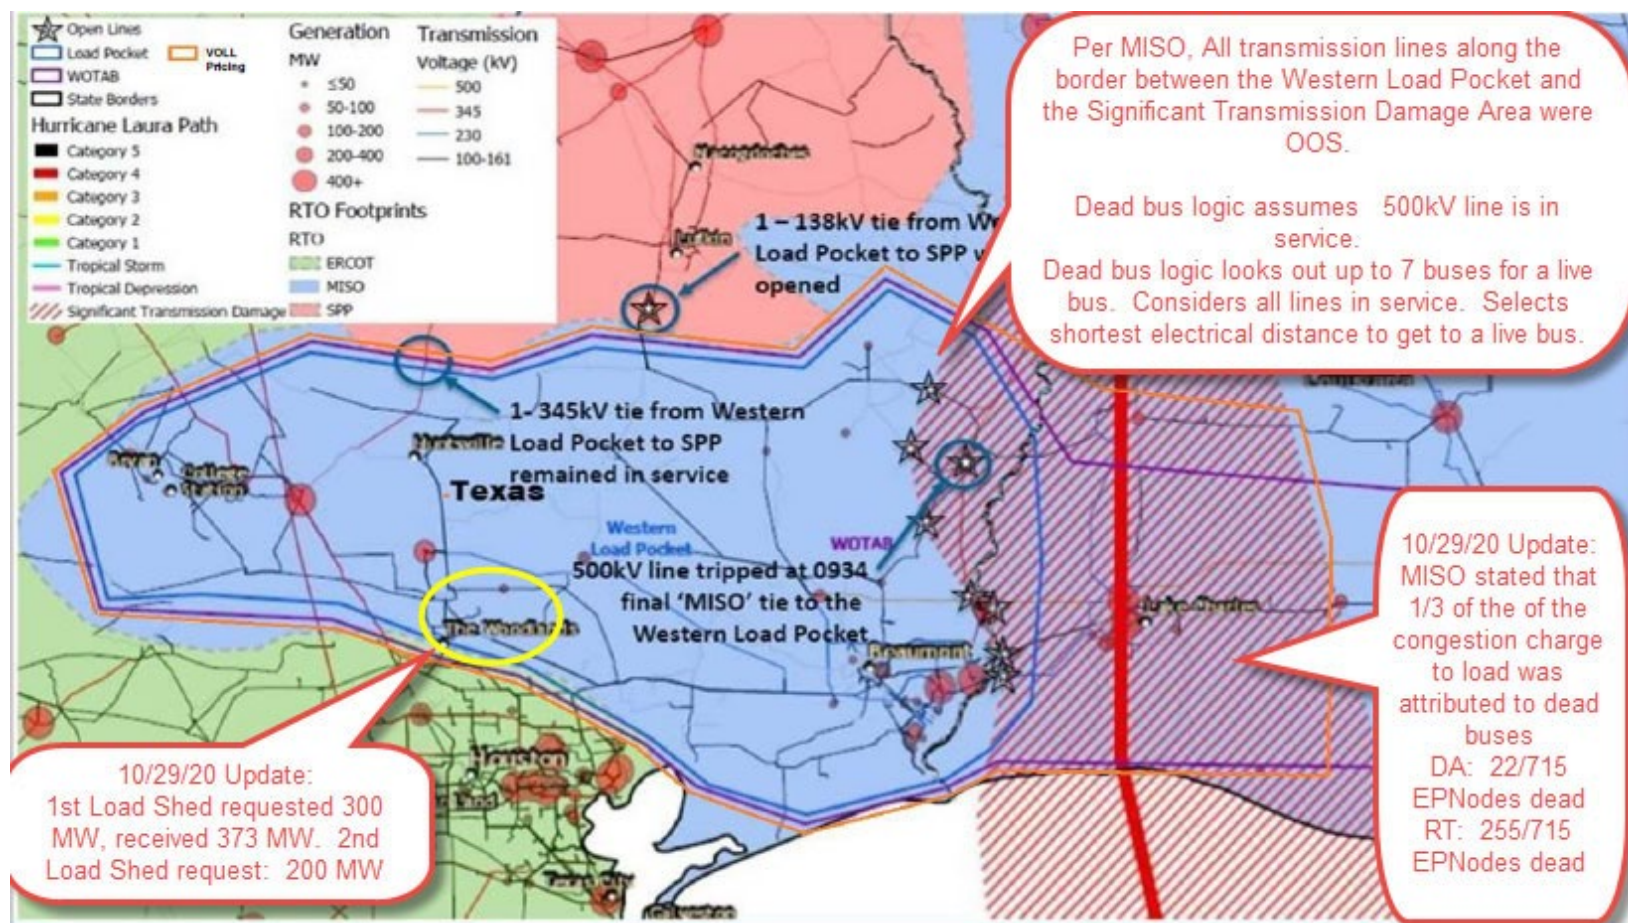 Open Lines
Load Pocket
VOLL
Pricing
WOTAB
State Borders
Hurricane Laura Path
Category 5
Category 4
Category 3
Category 2
Category 1
Tropical Storm
Tropical Depression
Significant Transmission Damage
Generation
MW
≤50
50-100
100-200
200-400
400+
RTO Footprints
RTO
ERCOT
MISO
SPP
Transmission
Voltage (kV)
500
345
230
100-161
Per MISO, All transmission lines along the
border between the Western Load Pocket and
the Significant Transmission Damage Area were
OOS.
Dead bus logic assumes 500kV line is in
service.
Dead bus logic looks out up to 7 buses for a live
bus. Considers all lines in service. Selects
shortest electrical distance to get to a live bus.
Nacogdoches
Lufkin
1 – 138kV tie from We
Load Pocket to SPP w
opened
1- 345kV tie from Western
Load Pocket to SPP
remained in service
Huntsville
Bryan
College
Station
Texas
Western
Load Pocket
WOTAB
500kV line tripped at 0934
final ‘MISO’ tie to the
Western Load Pocket
The Woodlands
Beaumont
Lake Charles
Houston
Texas City
Galveston
10/29/20 Update:
MISO stated that
1/3 of the of the
congestion charge
to load was
attributed to dead
buses
DA: 22/715
EPNodes dead
RT: 255/715
EPNodes dead
10/29/20 Update:
1st Load Shed requested 300
MW, received 373 MW. 2nd
Load Shed request: 200 MW